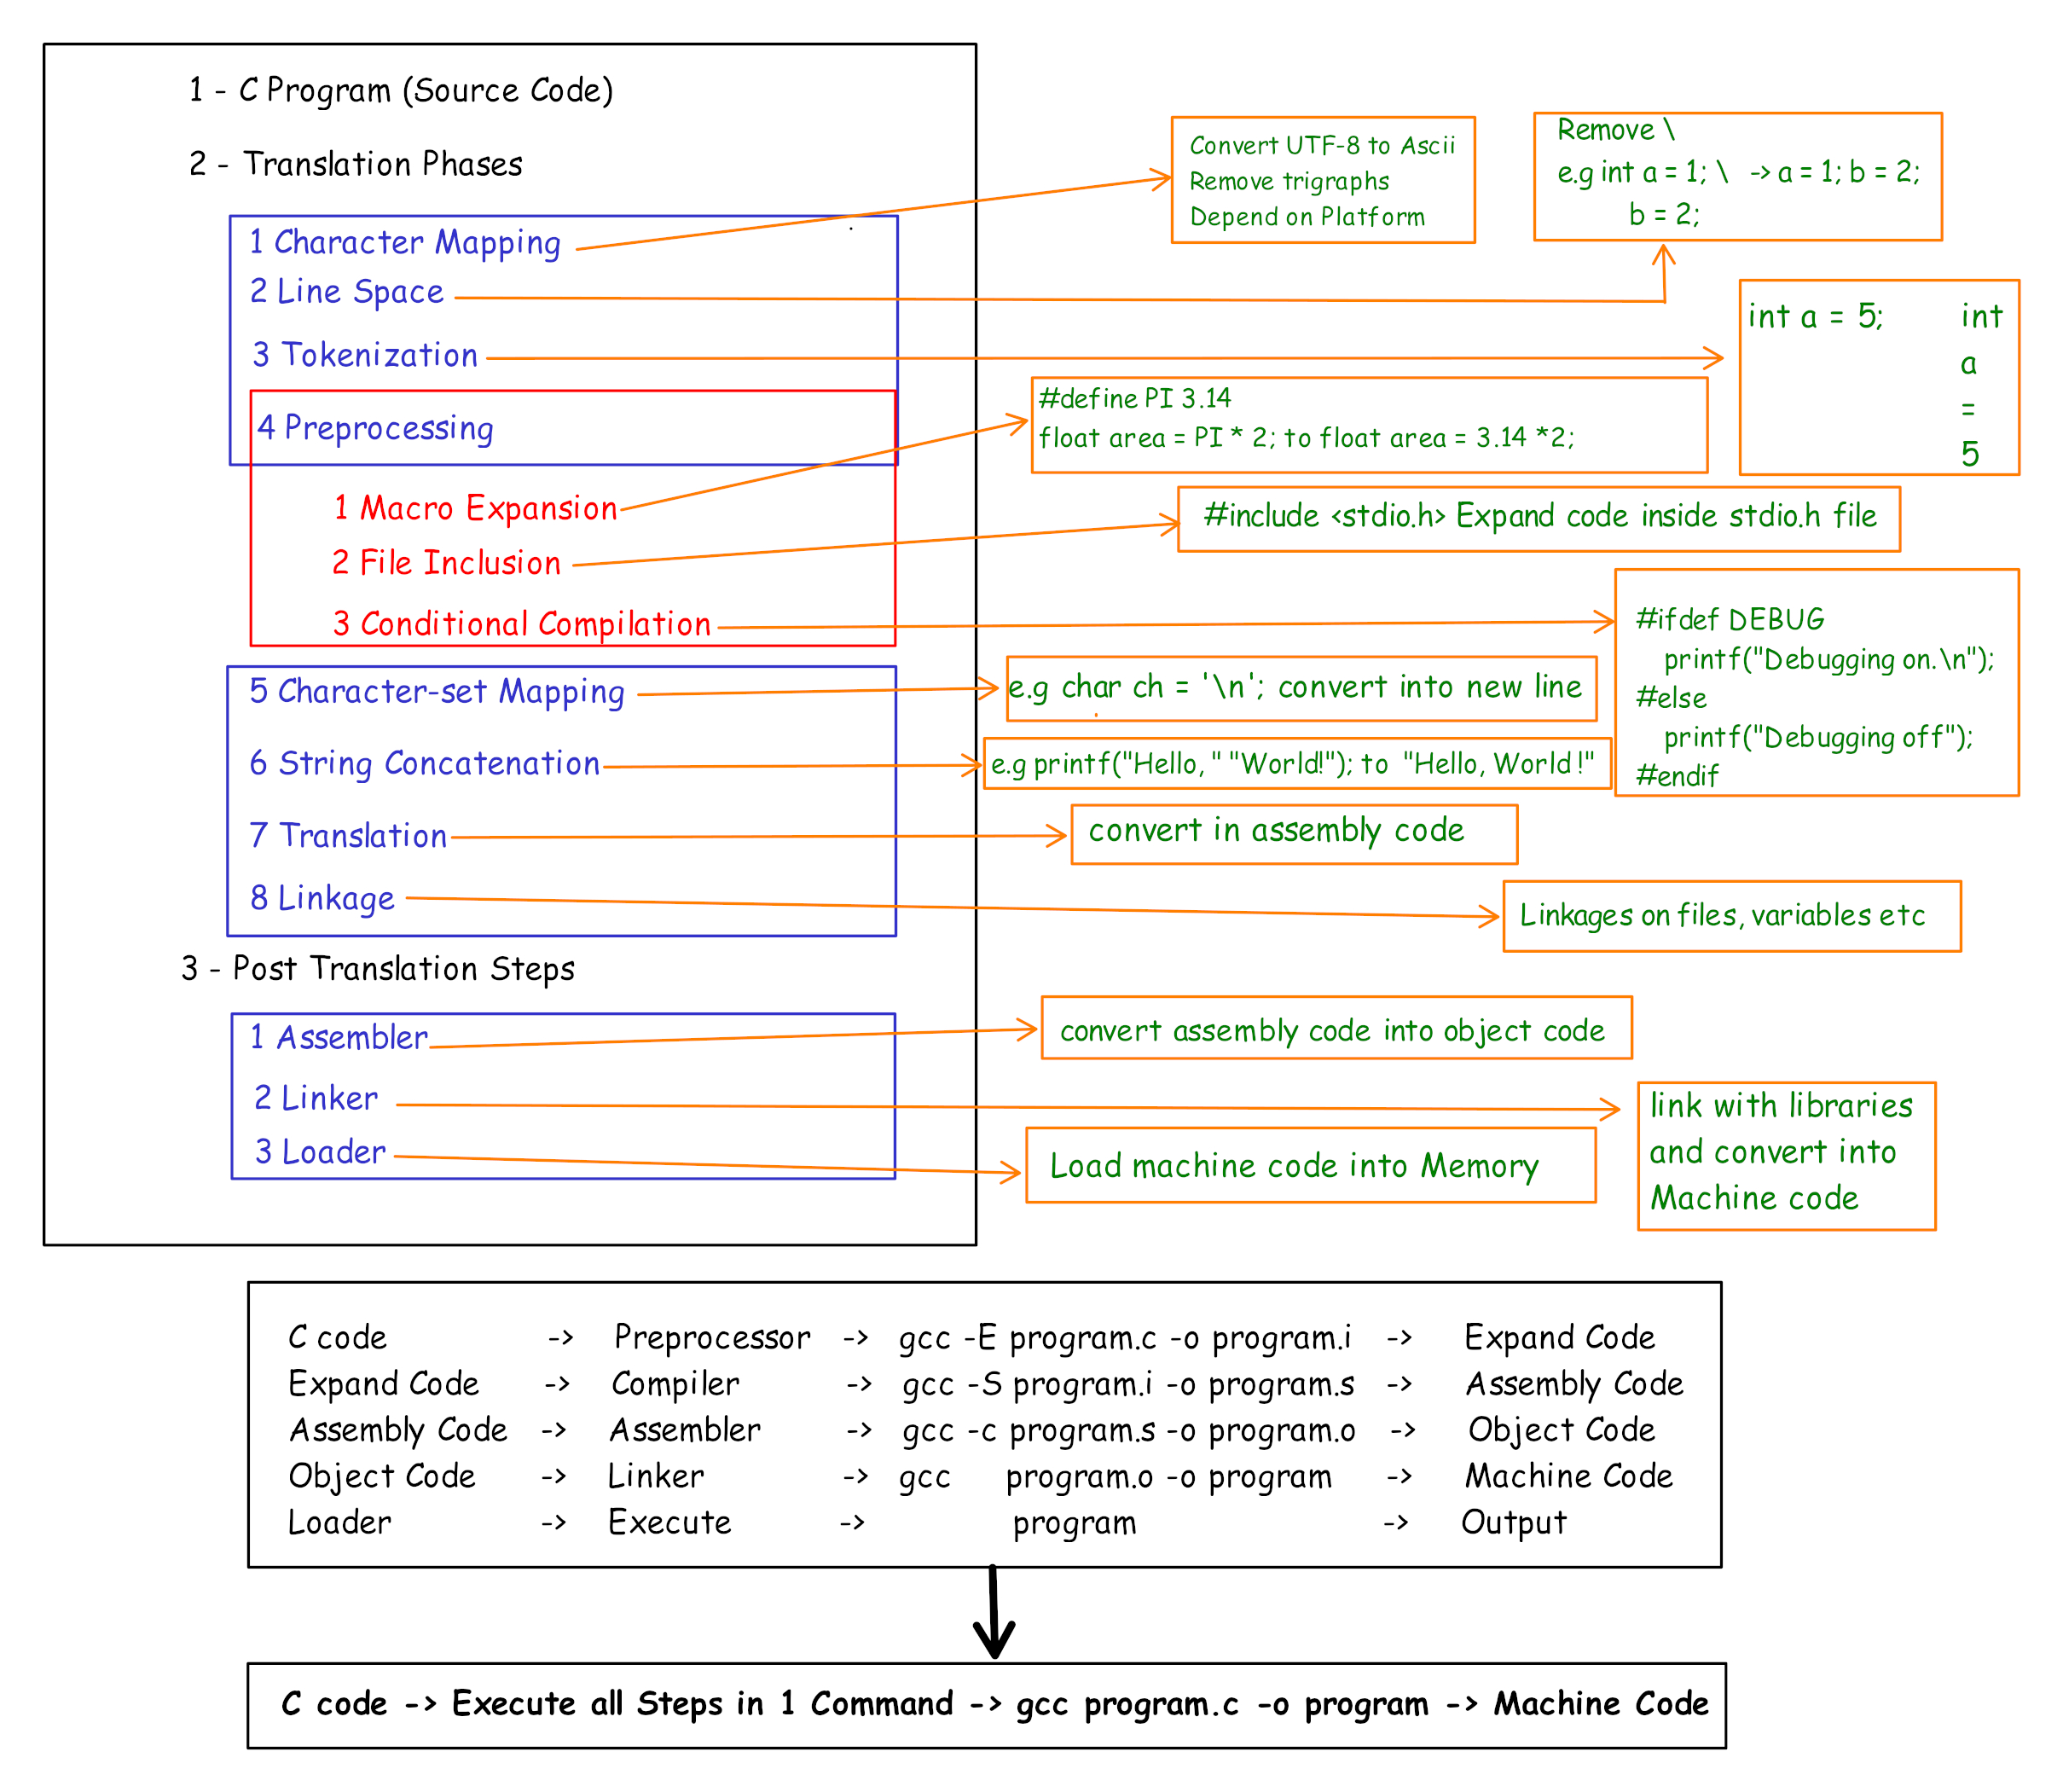 1 - C Program (Source Code)
2 - Translation Phases
1 Character Mapping
2 Line Space
3 Tokenization
4 Preprocessing
1 Macro Expansion
2 File Inclusion
3 Conditional Compilation
5 Character-set Mapping
6 String Concatenation
7 Translation
8 Linkage
3 - Post Translation Steps
1 Assembler
2 Linker
3 Loader
Convert UTF-8 to Ascii
Remove trigraphs
Depend on Platform
Remove \
e.g int a = 1; \ -> a = 1; b = 2;
b = 2;
int a = 5; int
a
=
5
#define PI 3.14
float area = PI * 2; to float area = 3.14 *2;
#include <stdio.h> Expand code inside stdio.h file
#ifdef DEBUG
printf("Debugging on.\n");
#else
printf("Debugging off");
#endif
e.g char ch = '\n'; convert into new line
e.g printf("Hello, " "World!"); to "Hello, World !"
convert in assembly code
Linkages on files, variables etc
convert assembly code into object code
link with libraries
and convert into
Machine code
Load machine code into Memory
C code -> Preprocessor -> gcc -E program.c -o program.i -> Expand Code
Expand Code -> Compiler -> gcc -S program.i -o program.s -> Assembly Code
Assembly Code -> Assembler -> gcc -c program.s -o program.o -> Object Code
Object Code -> Linker -> gcc program.o -o program -> Machine Code
Loader -> Execute -> program -> Output
C code -> Execute all Steps in 1 Command -> gcc program.c -o program -> Machine Code